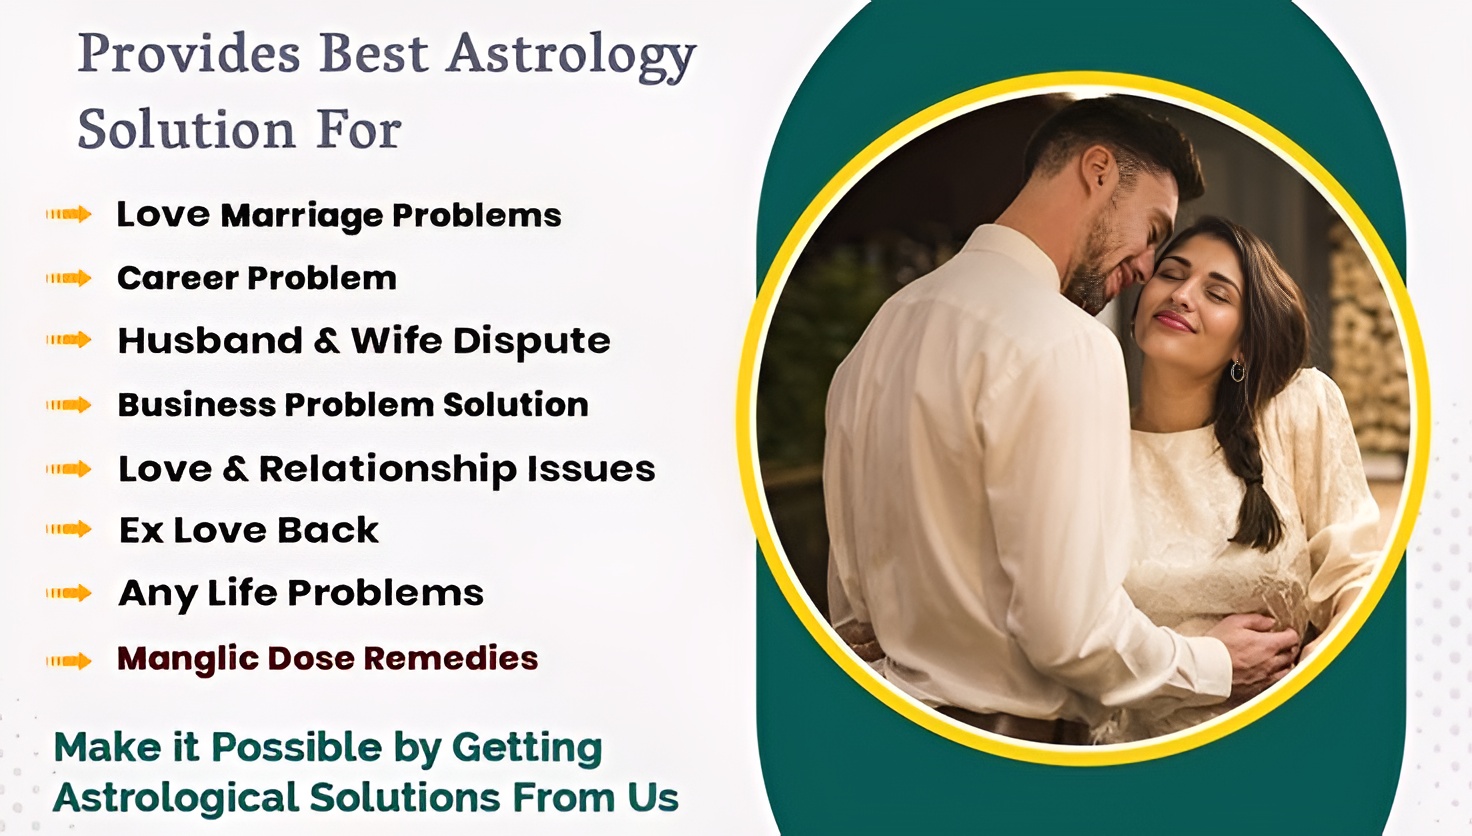 Provides Best Astrology
Solution For
Love Marriage Problems
Career Problem
Husband & Wife Dispute
Business Problem Solution
Love & Relationship Issues
Ex Love Back
Any Life Problems
Manglic Dose Remedies
Make it Possible by Getting
Astrological Solutions From Us